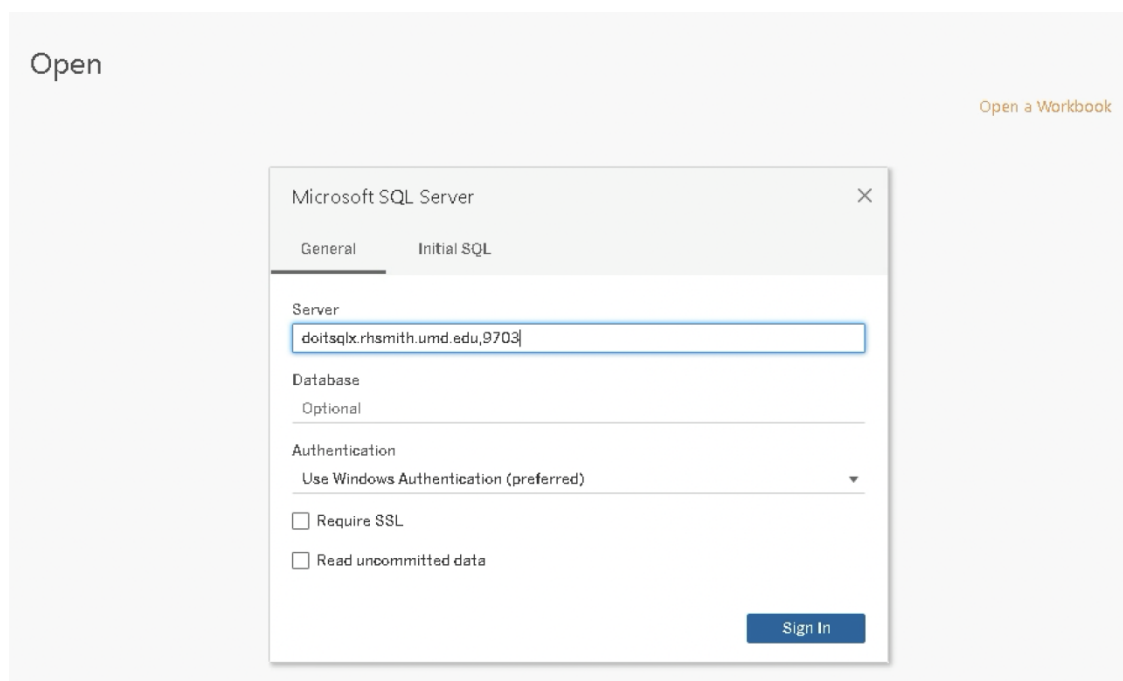 Open
Open a Workbook
Microsoft SQL Server
General Initial SQL
Server
doitsqlx.rhsmith.umd.edu,9703
Database
Optional
Authentication
Use Windows Authentication (preferred)
Require SSL
Read uncommitted data
Sign In